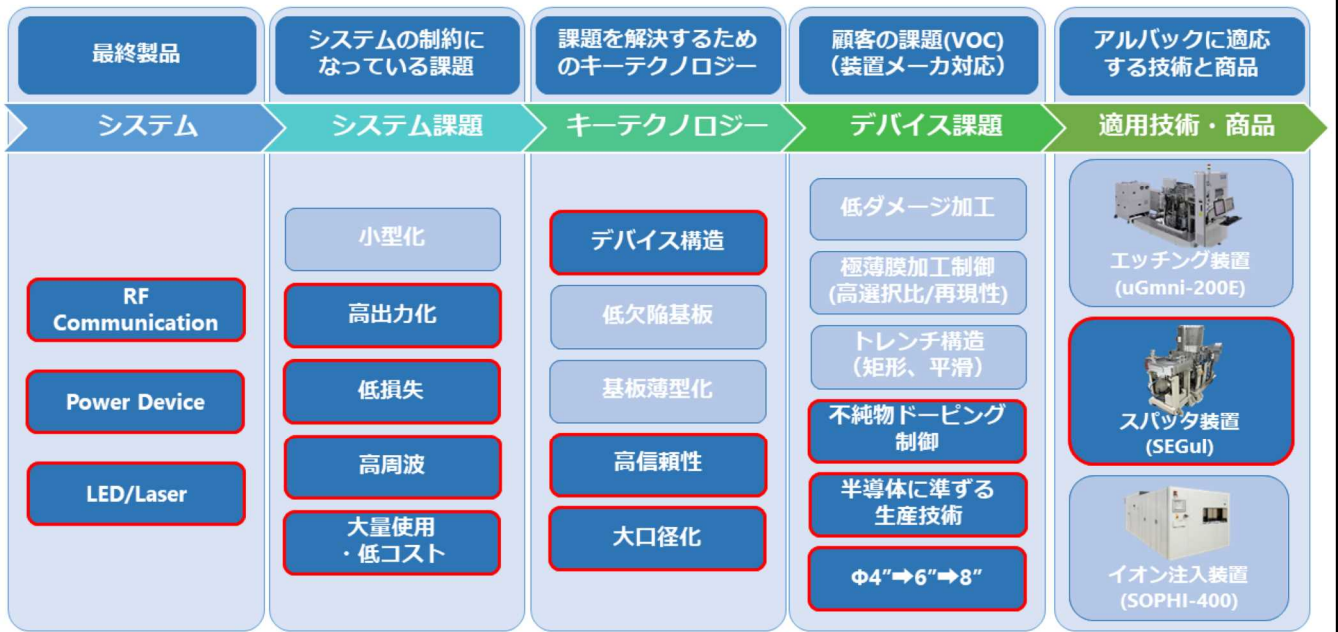 最終製品
システムの制約に
なっている課題
課題を解決するため
のキーテクノロジー
顧客の課題(VOC)
（装置メーカ対応）
アルバックに適応
する技術と商品
システム
システム課題
キーテクノロジー
デバイス課題
適用技術・商品
RF
Communication
Power Device
LED/Laser
小型化
高出力化
低損失
高周波
大量使用
・低コスト
デバイス構造
低欠陥基板
基板薄型化
高信頼性
大口径化
低ダメージ加工
極薄膜加工制御
(高選択比/再現性)
トレンチ構造
（矩形、平滑）
不純物ドーピング
制御
半導体に準ずる
生産技術
Φ4”➡6”➡8”
エッチング装置
(uGmni-200E)
スパッタ装置
(SEGul)
イオン注入装置
(SOPHI-400)